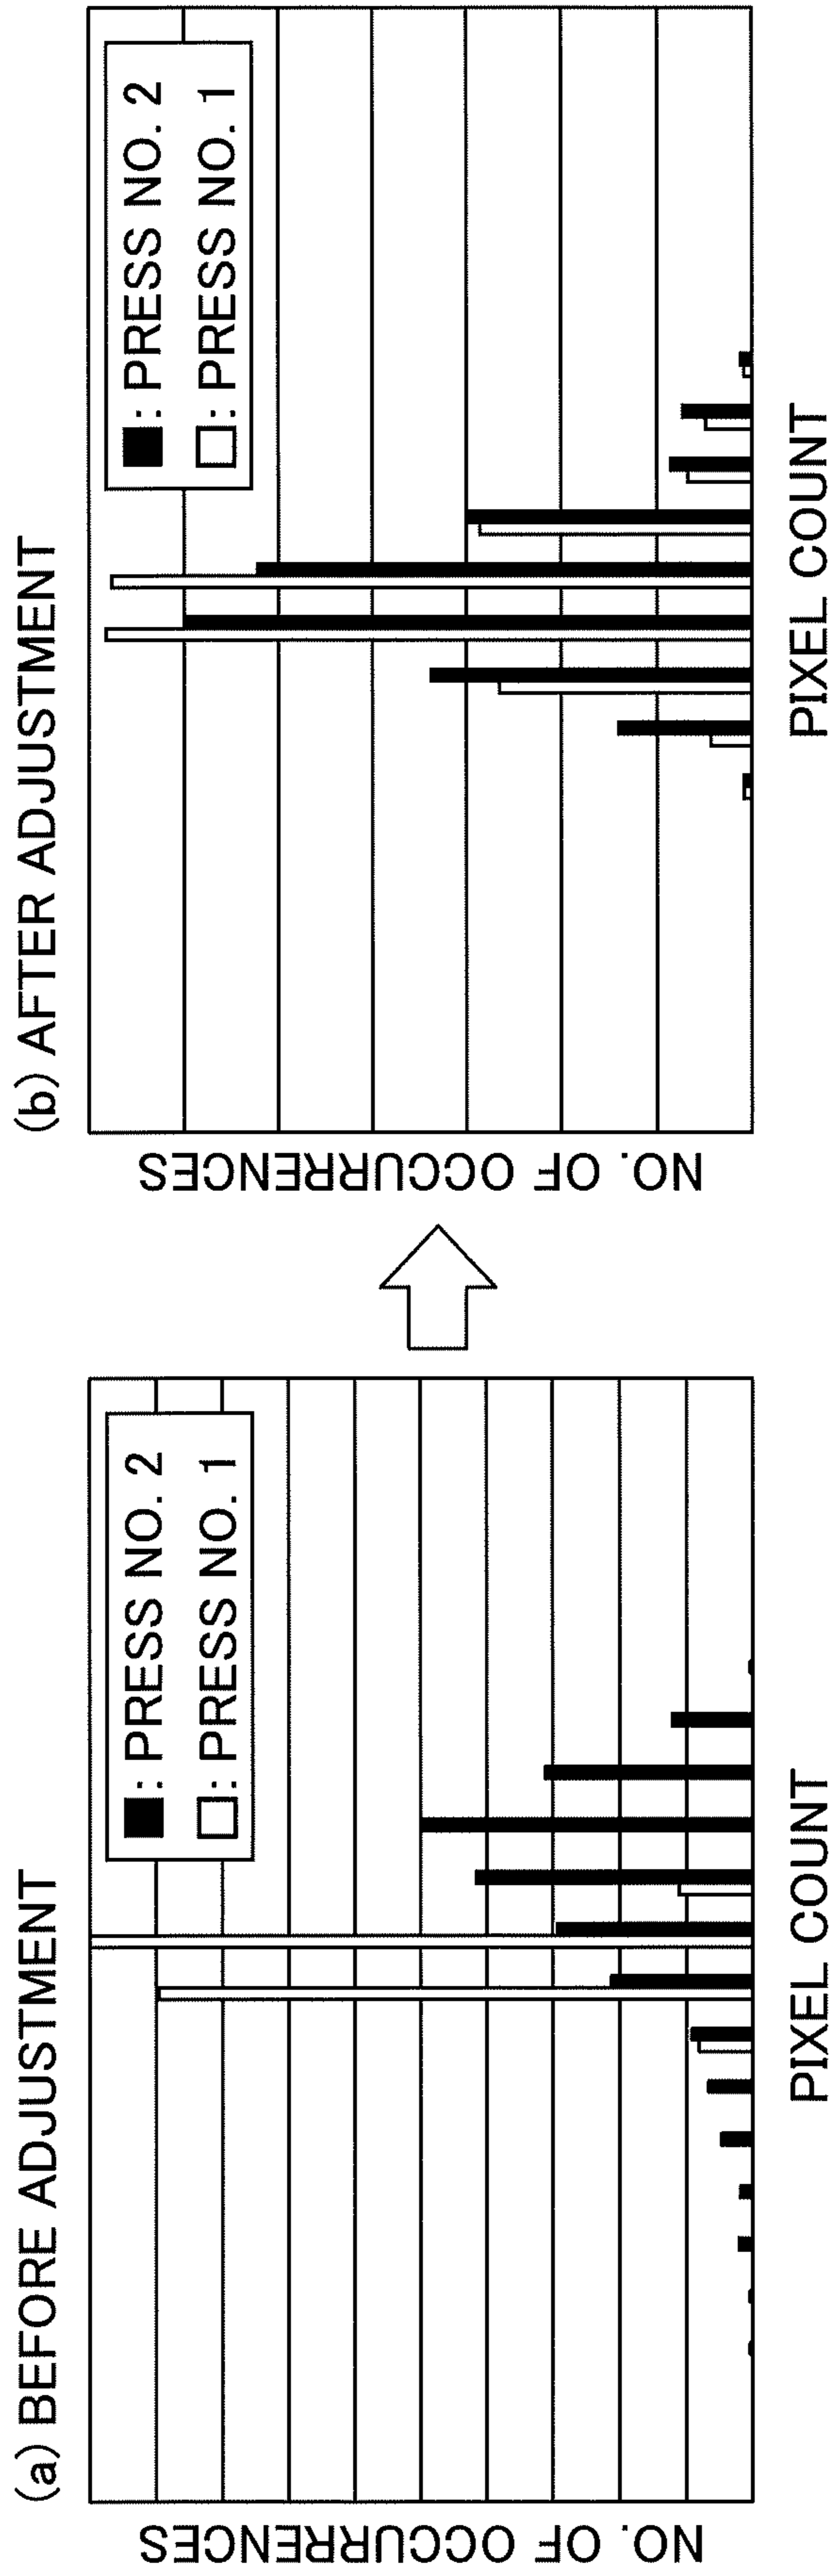 (a) BEFORE ADJUSTMENT
NO. OF OCCURRENCES
■: PRESS NO. 2
□: PRESS NO. 1
PIXEL COUNT
(b) AFTER ADJUSTMENT
NO. OF OCCURRENCES
■: PRESS NO. 2
□: PRESS NO. 1
PIXEL COUNT